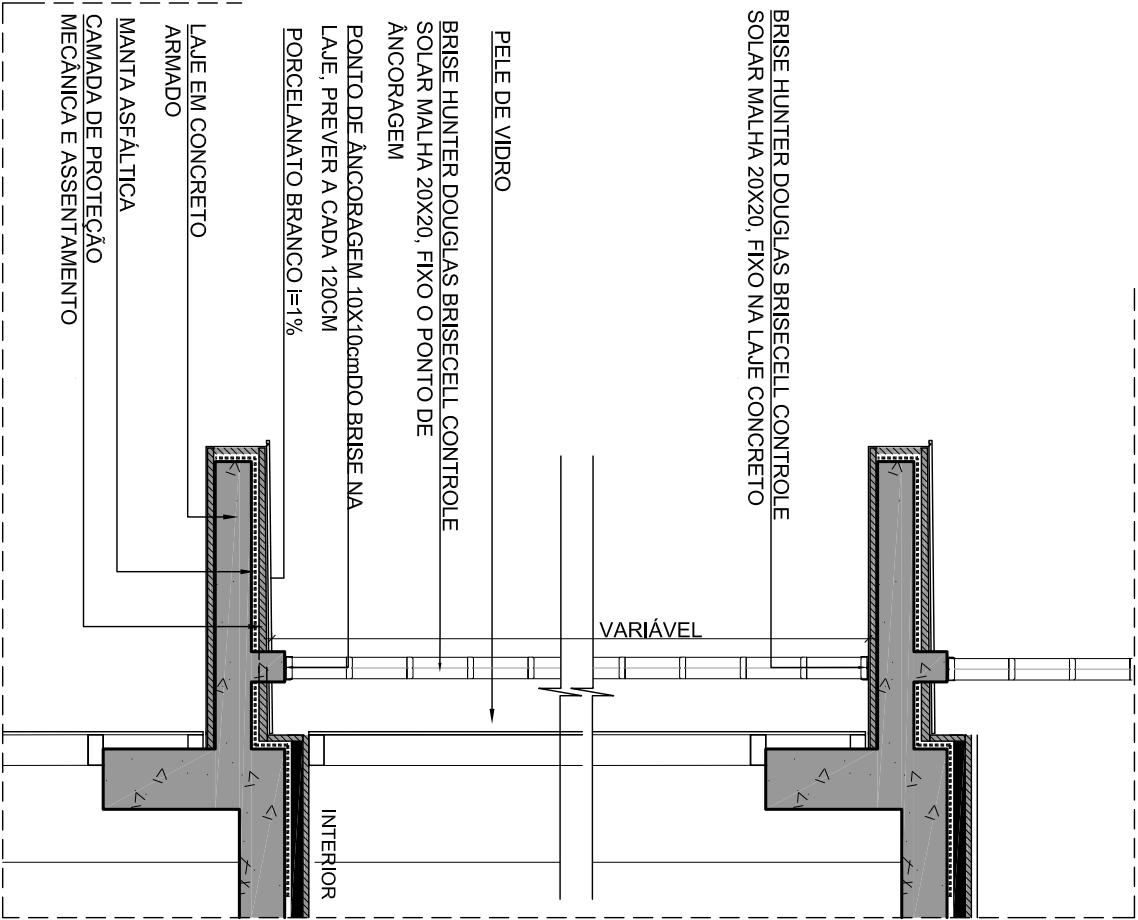 BRISE HUNTER DOUGLAS BRISECELL CONTROLE
SOLAR MALHA 20X20, FIXO NA LAJE CONCRETO
PELE DE VIDRO
BRISE HUNTER DOUGLAS BRISECELL CONTROLE
SOLAR MALHA 20X20, FIXO O PONTO DE
ÂNCORAGEM
PONTO DE ÂNCORAGEM 10X10cmDO BRISE NA
LAJE, PREVER A CADA 120CM
PORCELANATO BRANCO i=1%
LAJE EM CONCRETO
ARMADO
MANTA ASFÁLTICA
CAMADA DE PROTEÇÃO
MECÂNICA E ASSENTAMENTO
VARIÁVEL
INTERIOR